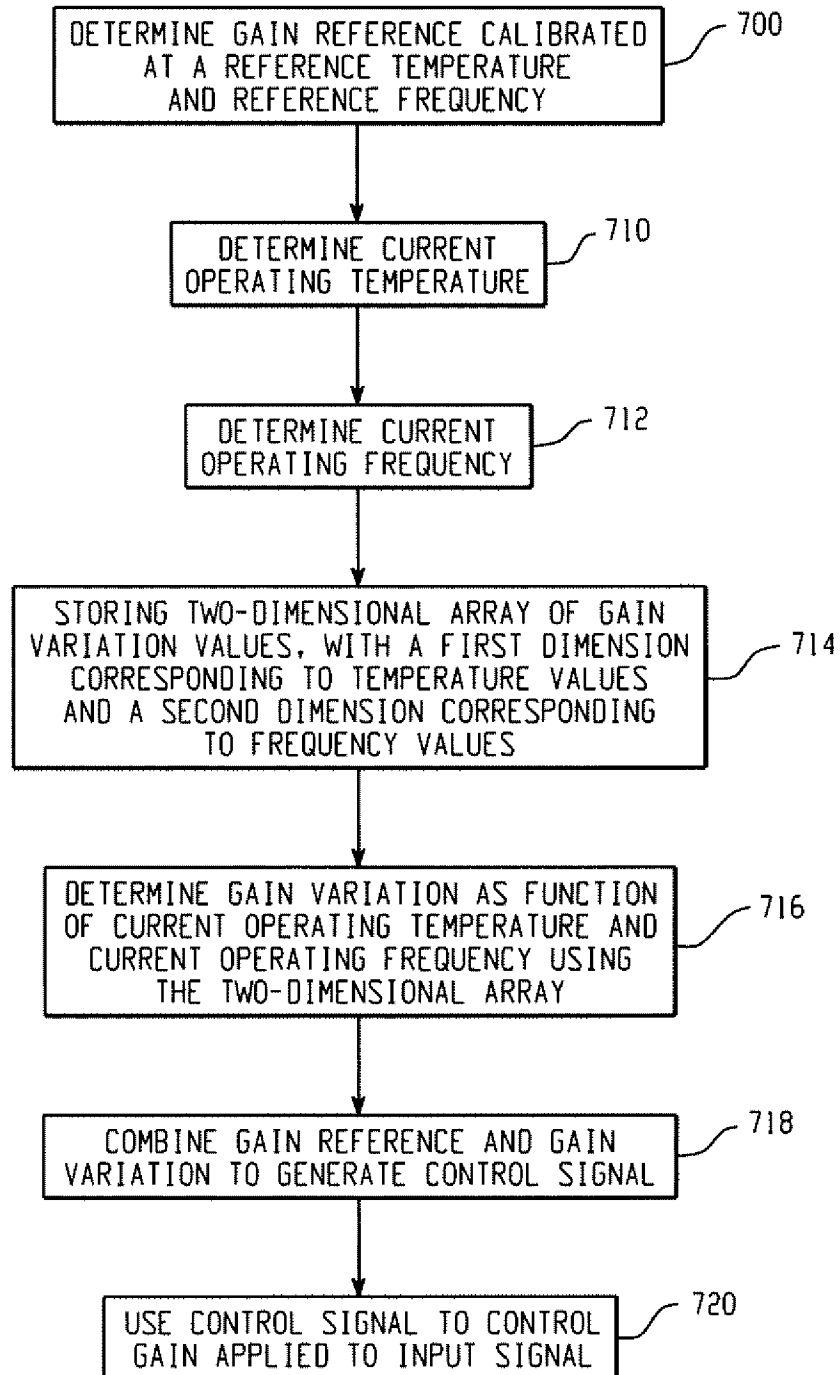 DETERMINE GAIN REFERENCE CALIBRATED
AT A REFERENCE TEMPERATURE
AND REFERENCE FREQUENCY
700
DETERMINE CURRENT
OPERATING TEMPERATURE
710
DETERMINE CURRENT
OPERATING FREQUENCY
712
STORING TWO-DIMENSIONAL ARRAY OF GAIN
VARIATION VALUES, WITH A FIRST DIMENSION
CORRESPONDING TO TEMPERATURE VALUES
AND A SECOND DIMENSION CORRESPONDING
TO FREQUENCY VALUES
714
DETERMINE GAIN VARIATION AS FUNCTION
OF CURRENT OPERATING TEMPERATURE AND
CURRENT OPERATING FREQUENCY USING
THE TWO-DIMENSIONAL ARRAY
716
COMBINE GAIN REFERENCE AND GAIN
VARIATION TO GENERATE CONTROL SIGNAL
718
USE CONTROL SIGNAL TO CONTROL
GAIN APPLIED TO INPUT SIGNAL
720